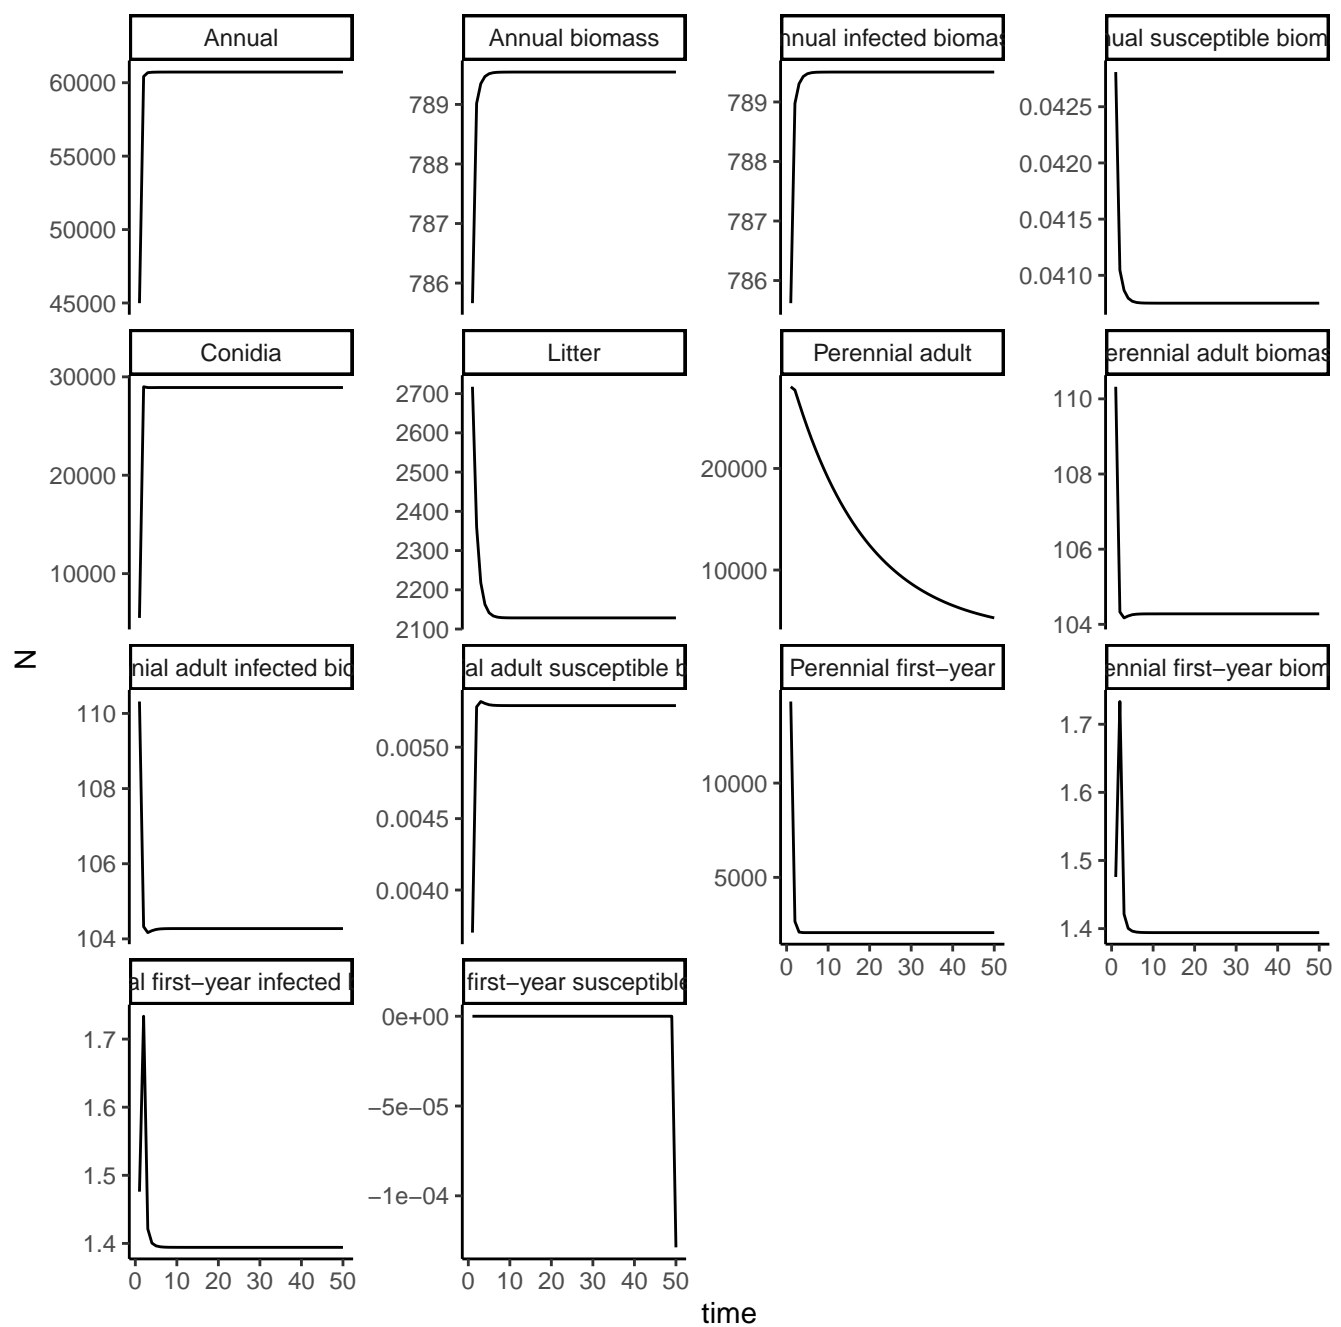 Annual
Annual biomass
nnual infected biomas
ual susceptible biom
60000
55000
50000
45000
789
788
787
786
789
788
787
786
0.0425
0.0420
0.0415
0.0410
Conidia
Litter
Perennial adult
erennial adult biomas
30000
20000
10000
2700
2600
2500
2400
2300
2200
2100
20000
10000
110
108
106
104
N
nial adult infected bio
al adult susceptible b
Perennial first−year
ennial first−year biom
110
108
106
104
0.0050
0.0045
0.0040
10000
5000
1.7
1.6
1.5
1.4
0 10 20 30 40 50
0 10 20 30 40 50
al first−year infected
first−year susceptible
1.7
1.6
1.5
1.4
0e+00
−5e−05
−1e−04
0 10 20 30 40 50
0 10 20 30 40 50
time